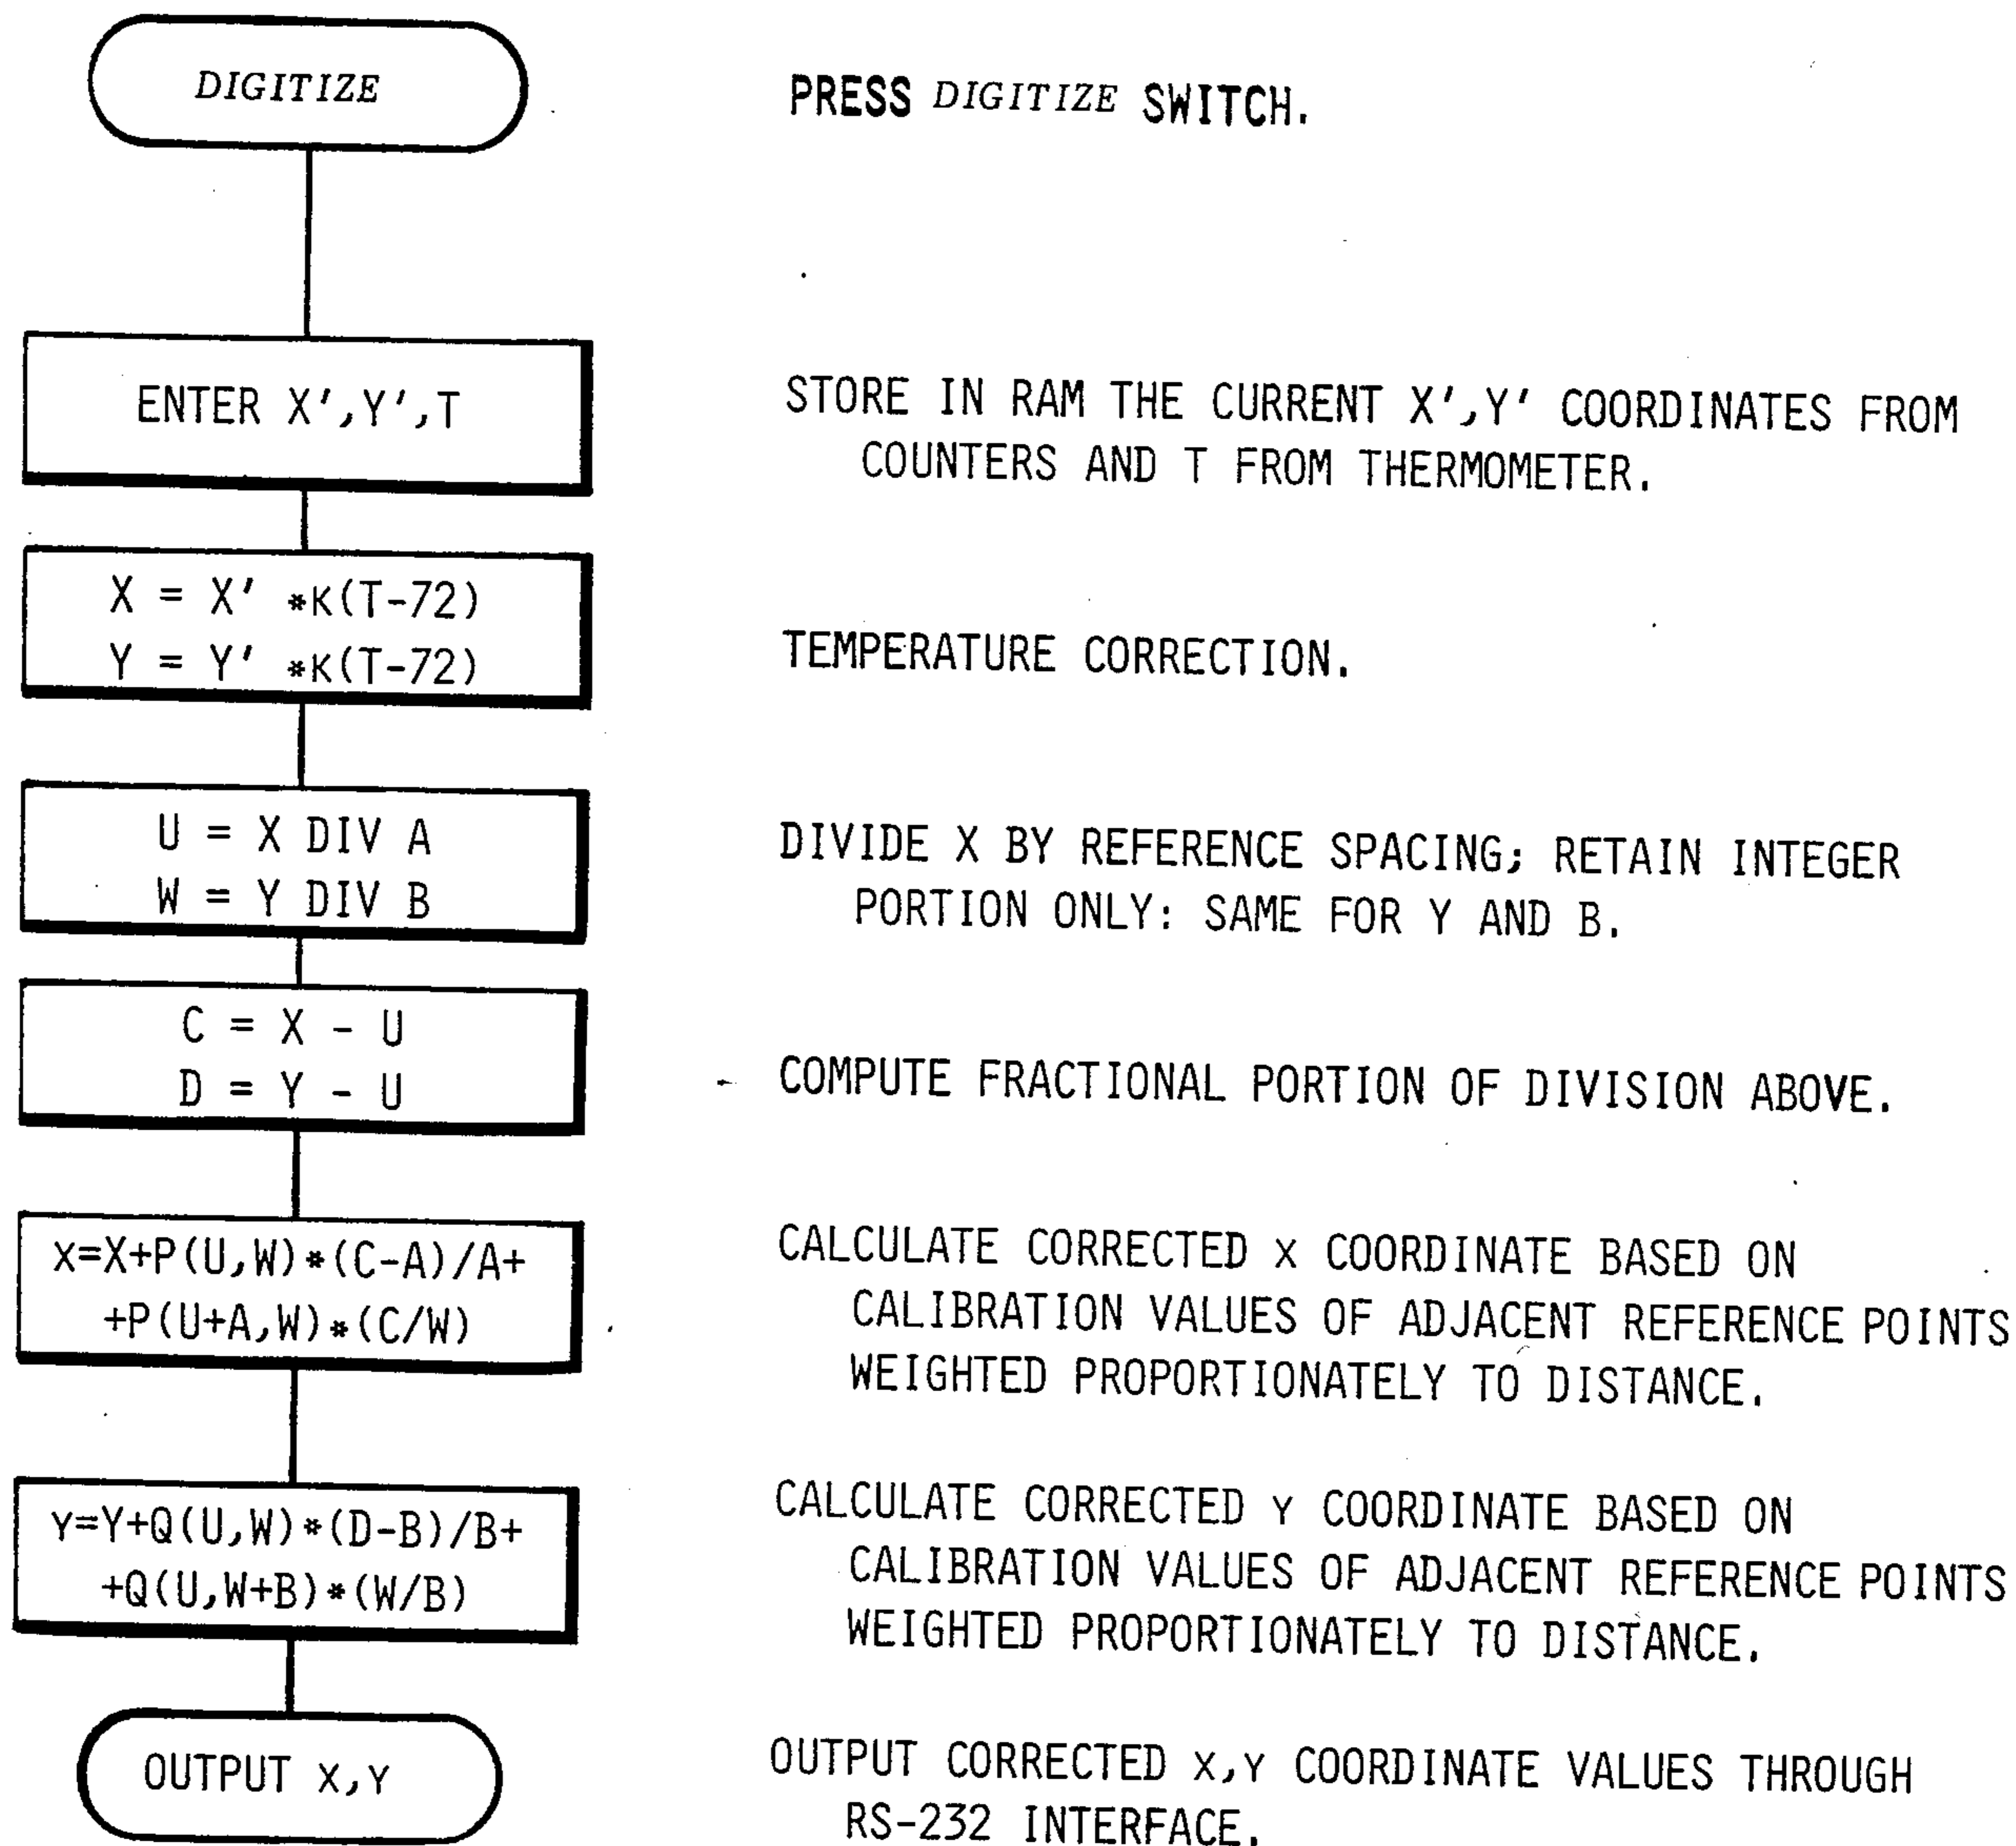 DIGITIZE
PRESS DIGITIZE SWITCH.
ENTER X',Y',T
STORE IN RAM THE CURRENT X',Y' COORDINATES FROM
COUNTERS AND T FROM THERMOMETER.
X = X' *K(T-72)
Y = Y' *K(T-72)
TEMPERATURE CORRECTION.
U = X DIV A
W = Y DIV B
DIVIDE X BY REFERENCE SPACING; RETAIN INTEGER
PORTION ONLY: SAME FOR Y AND B.
C = X - U
D = Y - U
COMPUTE FRACTIONAL PORTION OF DIVISION ABOVE.
x=X+P(U,W)*(C-A)/A+
+P(U+A,W)*(C/W)
CALCULATE CORRECTED x COORDINATE BASED ON
CALIBRATION VALUES OF ADJACENT REFERENCE POINTS
WEIGHTED PROPORTIONATELY TO DISTANCE.
Y=Y+Q(U,W)*(D-B)/B+
+Q(U,W+B)*(W/B)
CALCULATE CORRECTED Y COORDINATE BASED ON
CALIBRATION VALUES OF ADJACENT REFERENCE POINTS
WEIGHTED PROPORTIONATELY TO DISTANCE.
OUTPUT x,Y
OUTPUT CORRECTED x,Y COORDINATE VALUES THROUGH
RS-232 INTERFACE.